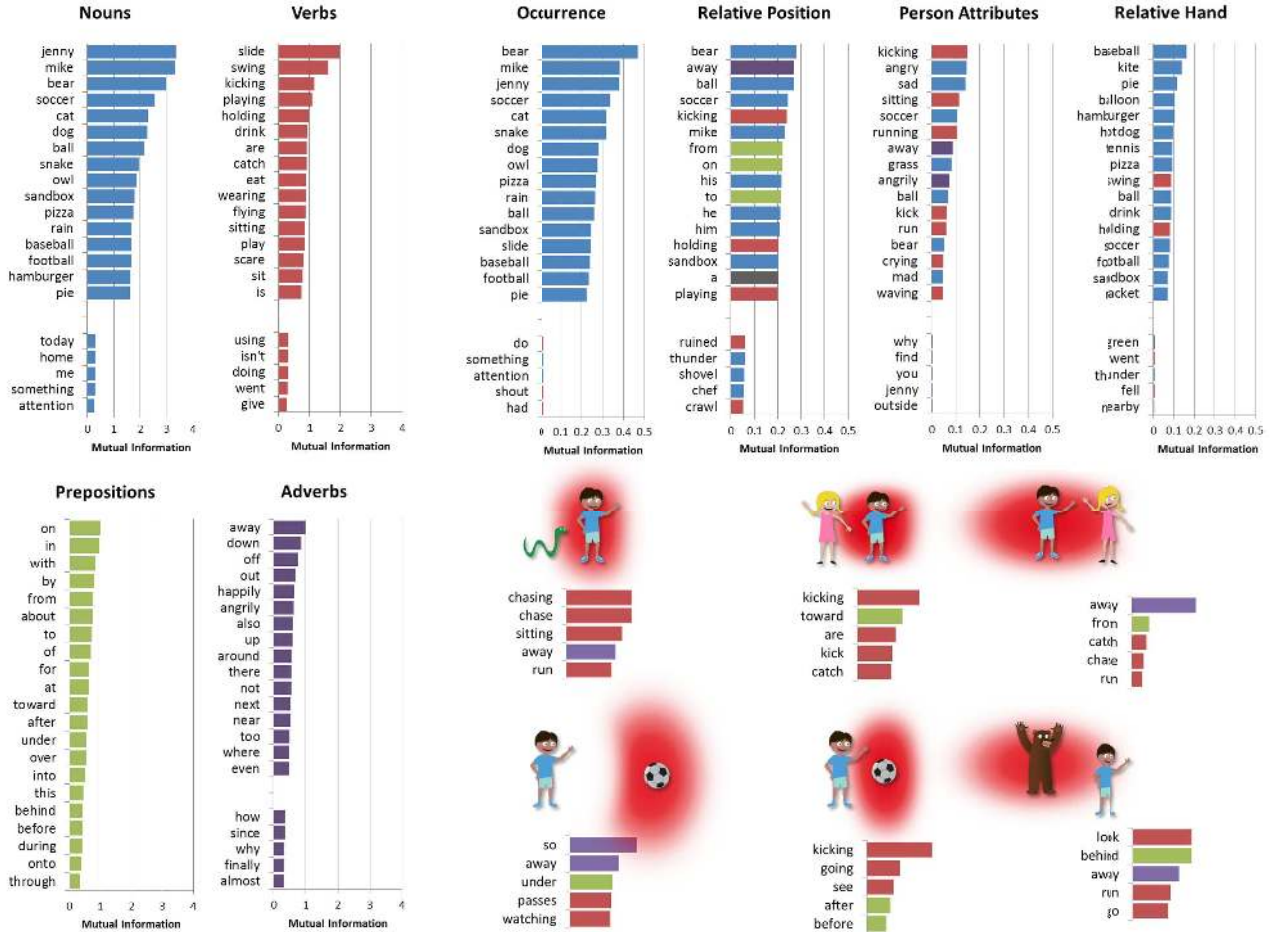 Nouns
jenny
mike
bear
soccer
cat
dog
ball
snake
owl
sandbox
pizza
rain
baseball
football
hamburger
pie
today
home
me
something
attention
0 1 2 3 4
Mutual Information
Verbs
slide
swing
kicking
playing
holding
drink
are
catch
eat
wearing
flying
sitting
play
scare
sit
is
using
isn't
doing
went
give
0 1 2 3 4
Mutual Information
Occurrence
bear
mike
jenny
soccer
cat
snake
dog
owl
pizza
rain
ball
sandbox
slide
baseball
football
pie
do
something
attention
shout
had
0 0.1 0.2 0.3 0.4 0.5
Mutual Information
Relative Position
bear
away
ball
soccer
kicking
mike
from
on
his
to
he
him
holding
sandbox
a
playing
ruined
thunder
shovel
chef
crawl
0 0.1 0.2 0.3 0.4 0.5
Mutual Information
Person Attributes
kicking
angry
sad
sitting
soccer
running
away
grass
angrily
ball
kick
run
bear
crying
mad
waving
why
find
you
jenny
outside
0 0.1 0.2 0.3 0.4 0.5
Mutual Information
Relative Hand
baseball
kite
pie
balloon
hamburger
hotdog
tennis
pizza
swing
ball
drink
holding
soccer
football
sandbox
jacket
green
went
thunder
fell
nearby
0 0.1 0.2 0.3 0.4 0.5
Mutual Information
Prepositions
on
in
with
by
from
about
to
of
for
at
toward
after
under
over
into
this
behind
before
during
onto
through
0 1 2 3 4
Mutual Information
Adverbs
away
down
off
out
happily
angrily
also
up
around
there
not
next
near
too
where
even
how
since
why
finally
almost
0 1 2 3 4
Mutual Information
chasing
chase
sitting
away
run
kicking
toward
are
kick
catch
away
from
catch
chase
run
so
away
under
passes
watching
kicking
going
see
after
before
look
behind
away
run
go